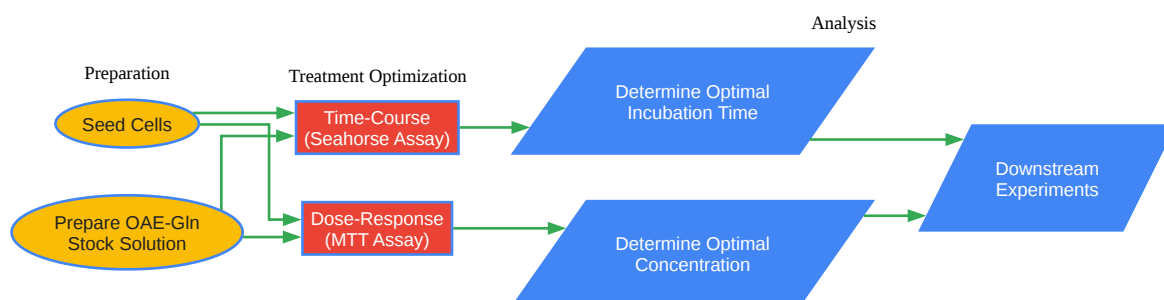 Preparation
Treatment Optimization
Analysis
Seed Cells
Time-Course
(Seahorse Assay)
Determine Optimal
Incubation Time
Prepare OAE-Gln
Stock Solution
Dose-Response
(MTT Assay)
Determine Optimal
Concentration
Downstream
Experiments